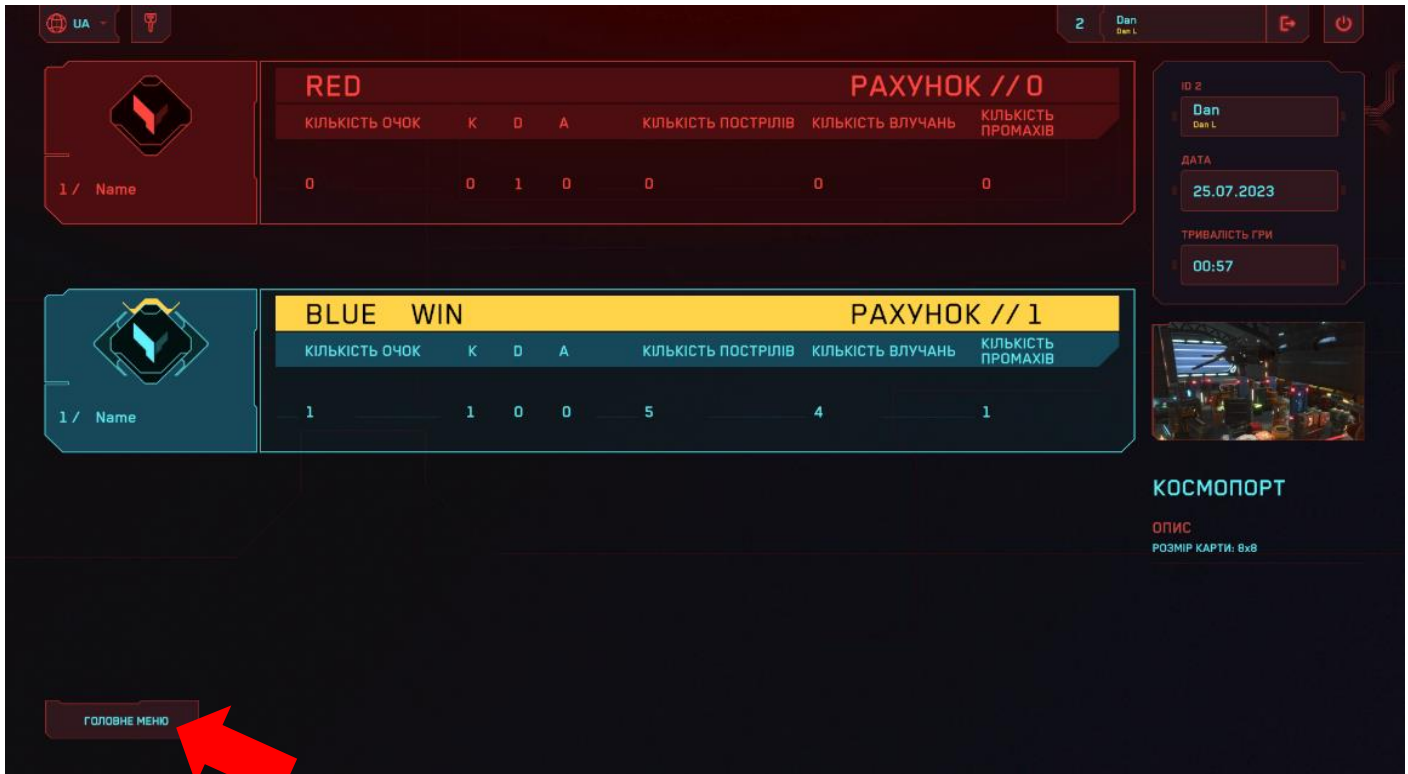 UA
2 Dan
Dan L
RED РАХУНОК // 0
КІЛЬКІСТЬ ОЧОК K D A КІЛЬКІСТЬ ПОСТРІЛІВ КІЛЬКІСТЬ ВЛУЧАНЬ КІЛЬКІСТЬ ПРОМАХІВ
1 / Name 0 0 1 0 0 0 0
BLUE WIN РАХУНОК // 1
КІЛЬКІСТЬ ОЧОК K D A КІЛЬКІСТЬ ПОСТРІЛІВ КІЛЬКІСТЬ ВЛУЧАНЬ КІЛЬКІСТЬ ПРОМАХІВ
1 / Name 1 1 0 0 5 4 1
ID 2
Dan
Dan L
ДАТА
25.07.2023
ТРИВАЛІСТЬ ГРИ
00:57
КОСМОПОРТ
ОПИС
РОЗМІР КАРТИ: 8x8
ГОЛОВНЕ МЕНЮ